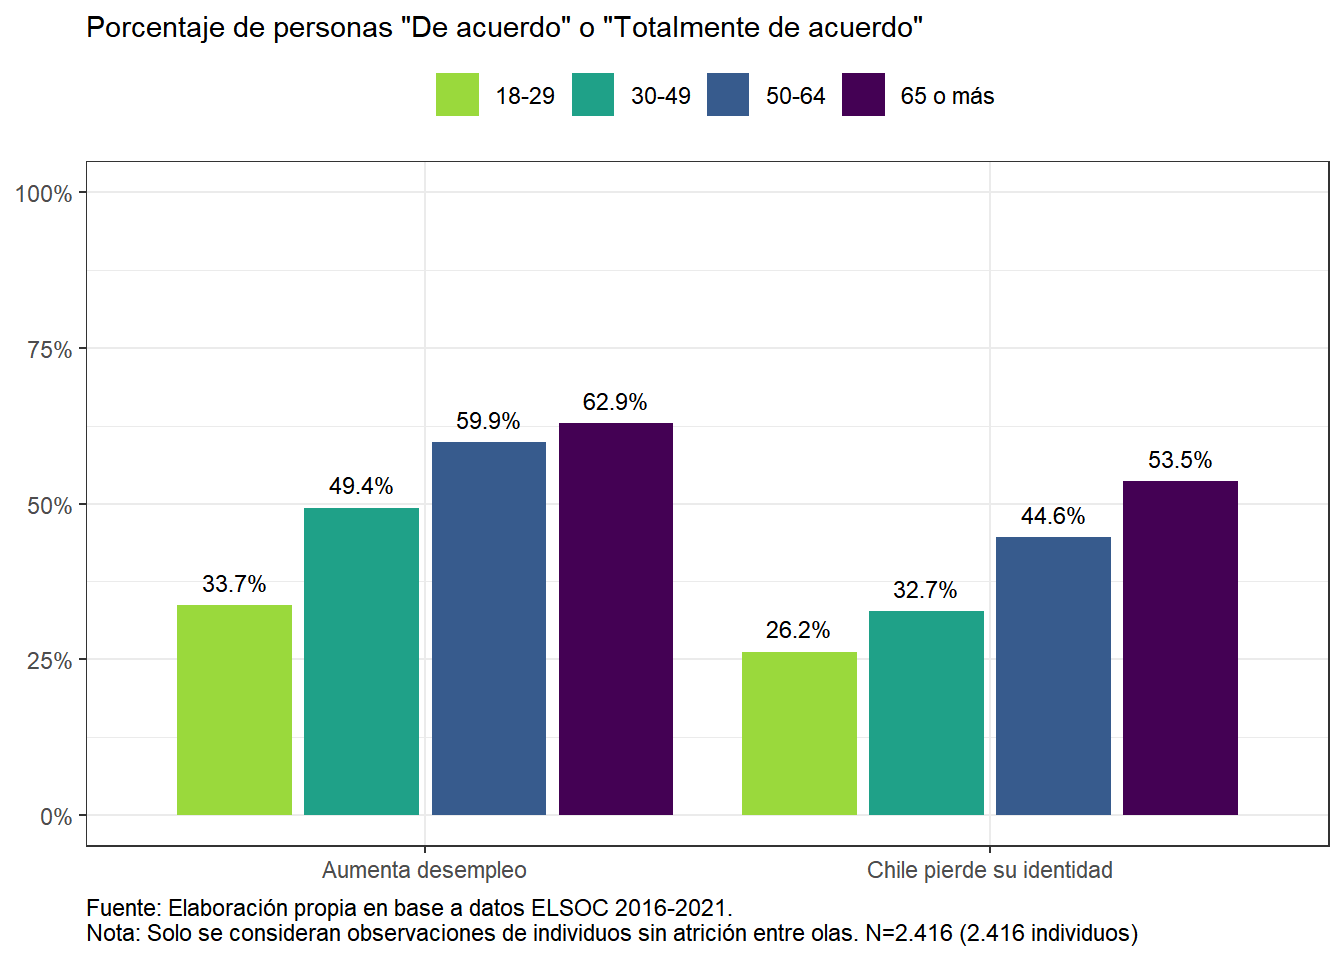 Porcentaje de personas "De acuerdo" o "Totalmente de acuerdo"
18-29 30-49 50-64 65 o más
100%
75%
50%
25%
0%
33.7% 49.4% 59.9% 62.9%
26.2% 32.7% 44.6% 53.5%
Aumenta desempleo Chile pierde su identidad
Fuente: Elaboración propia en base a datos ELSOC 2016-2021.
Nota: Solo se consideran observaciones de individuos sin atrición entre olas. N=2.416 (2.416 individuos)